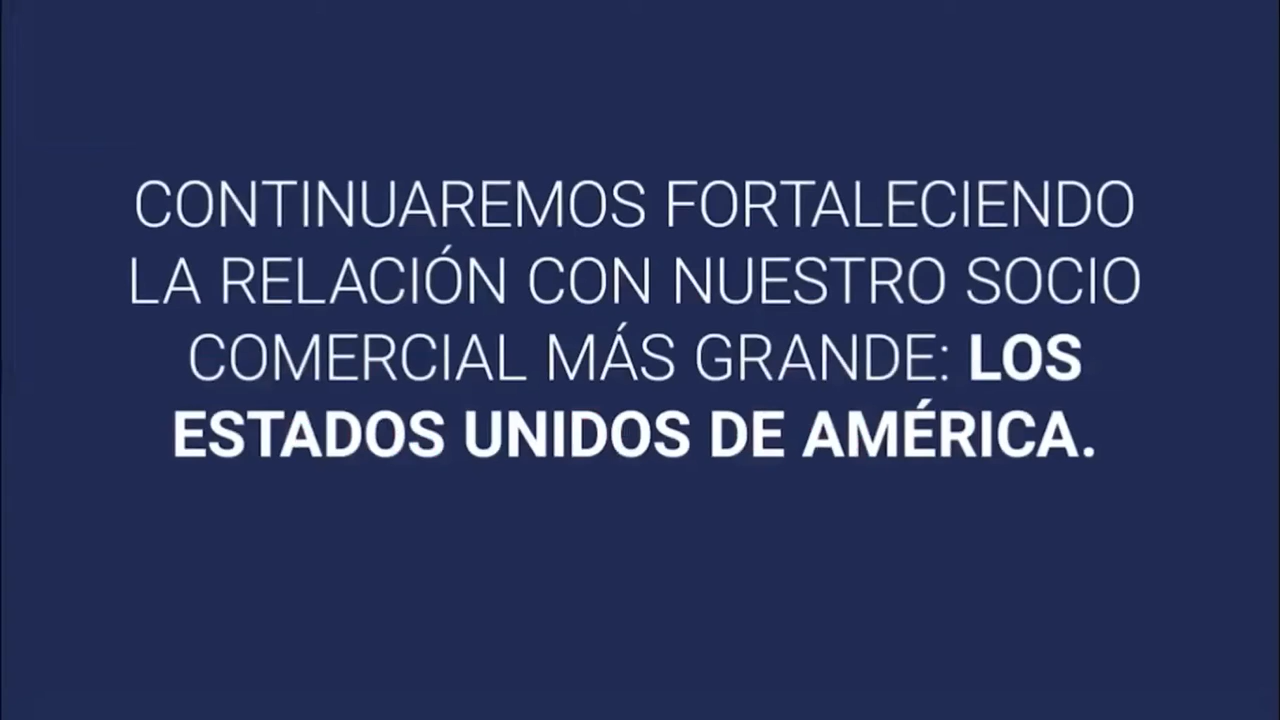 CONTINUAREMOS FORTALECIENDO
LA RELACIÓN CON NUESTRO SOCIO
COMERCIAL MÁS GRANDE: LOS
ESTADOS UNIDOS DE AMÉRICA.